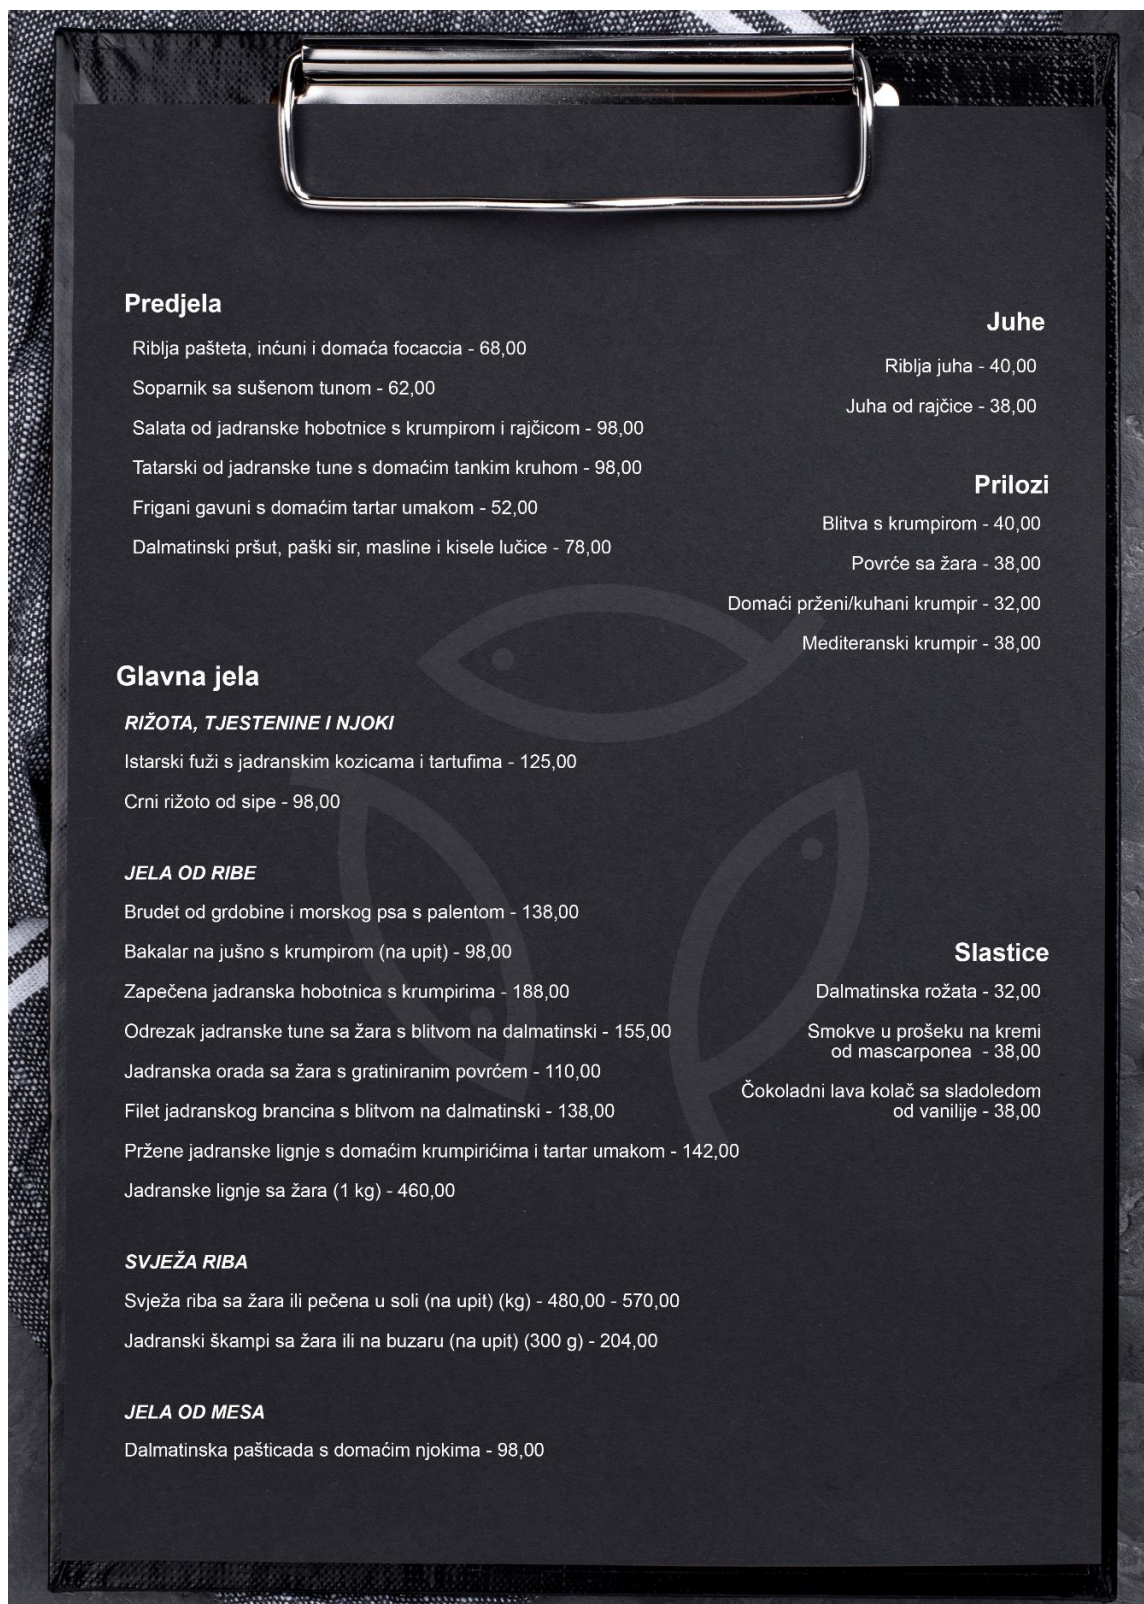 Predjela
Riblja pašteta, inćuni i domaća focaccia - 68,00
Soparnik sa sušenom tunom - 62,00
Salata od jadranske hobotnice s krumpirom i rajčicom - 98,00
Tatarski od jadranske tune s domaćim tankim kruhom - 98,00
Frigani gavuni s domaćim tartar umakom - 52,00
Dalmatinski pršut, paški sir, masline i kisele lučice - 78,00
Glavna jela
RIŽOTA, TJESTENINE I NJOKI
Istarski fuži s jadranskim kozicama i tartufima - 125,00
Crni rižoto od sipe - 98,00
JELA OD RIBE
Brudet od grdobine i morskog psa s palentom - 138,00
Bakalar na jušno s krumpirom (na upit) - 98,00
Zapečena jadranska hobotnica s krumpirima - 188,00
Odrezak jadranske tune sa žara s blitvom na dalmatinski - 155,00
Jadranska orada sa žara s gratiniranim povrćem - 110,00
Filet jadranskog brancina s blitvom na dalmatinski - 138,00
Pržene jadranske lignje s domaćim krumpirićima i tartar umakom - 142,00
Jadranske lignje sa žara (1 kg) - 460,00
SVJEŽA RIBA
Svježa riba sa žara ili pečena u soli (na upit) (kg) - 480,00 - 570,00
Jadranski škampi sa žara ili na buzaru (na upit) (300 g) - 204,00
JELA OD MESA
Dalmatinska pašticada s domaćim njokima - 98,00
Juhe
Riblja juha - 40,00
Juha od rajčice - 38,00
Prilozi
Blitva s krumpirom - 40,00
Povrće sa žara - 38,00
Domaći prženi/kuhani krumpir - 32,00
Mediteranski krumpir - 38,00
Slastice
Dalmatinska rožata - 32,00
Smokve u prošeku na kremi
od mascarponea - 38,00
Čokoladni lava kolač sa sladoledom
od vanilije - 38,00